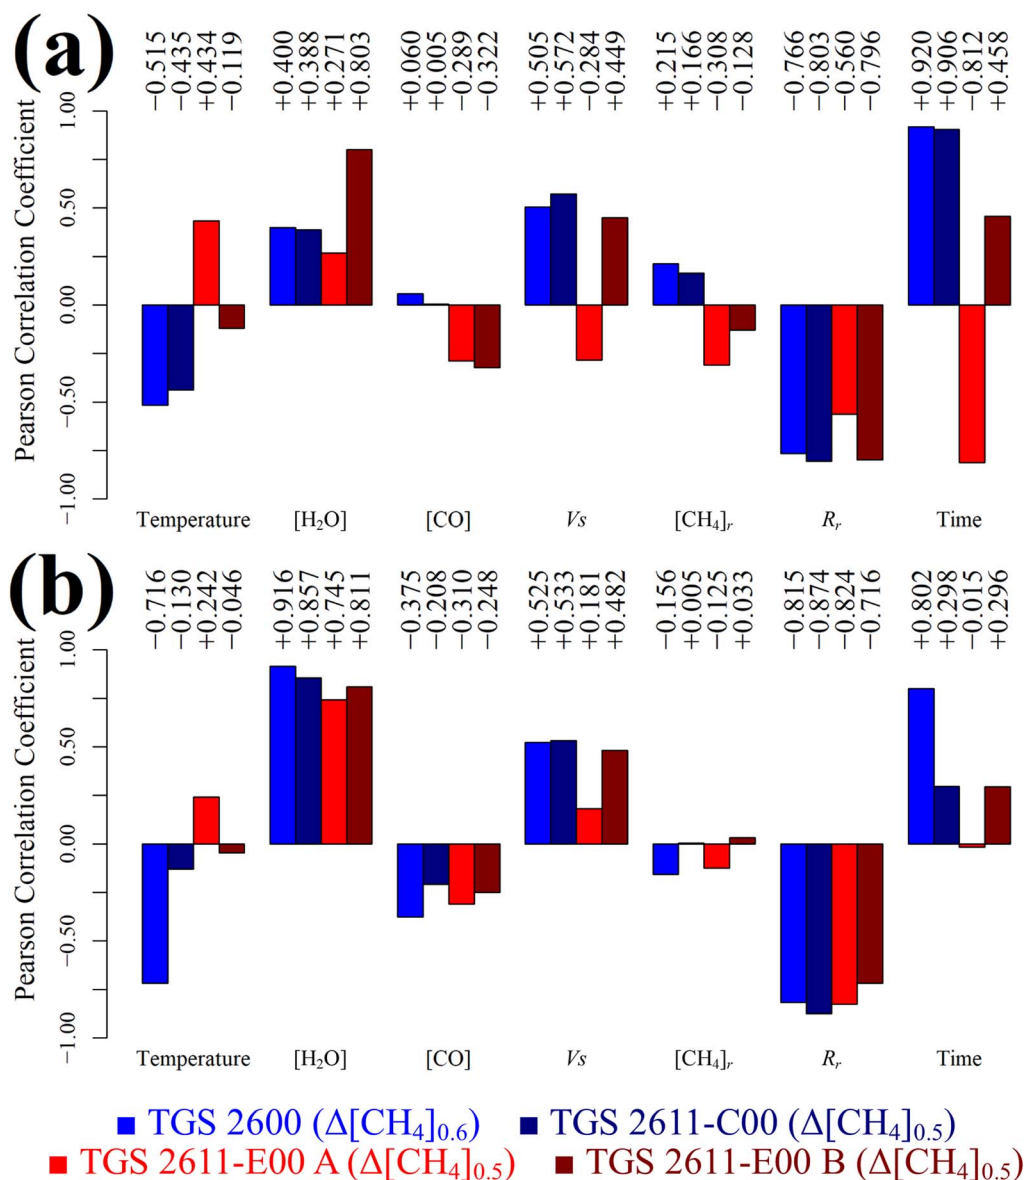 (a)
−0.515 −0.435 +0.434 −0.119 +0.400 +0.388 +0.271 +0.803 +0.060 +0.005 −0.289 −0.322 +0.505 +0.572 −0.284 +0.449 +0.215 +0.166 −0.308 −0.128 −0.766 −0.803 −0.560 −0.796 +0.920 +0.906 −0.812 +0.458
Pearson Correlation Coefficient
1.00
0.50
0.00
−0.50
−1.00
Temperature [H₂O] [CO] Vs [CH₄]ᵣ Rᵣ Time
(b)
−0.716 −0.130 +0.242 −0.046 +0.916 +0.857 +0.745 +0.811 −0.375 −0.208 −0.310 −0.248 +0.525 +0.533 +0.181 +0.482 −0.156 +0.005 −0.125 +0.033 −0.815 −0.874 −0.824 −0.716 +0.802 +0.298 −0.015 +0.296
Pearson Correlation Coefficient
1.00
0.50
0.00
−0.50
−1.00
Temperature [H₂O] [CO] Vs [CH₄]ᵣ Rᵣ Time
TGS 2600 (Δ[CH₄]₀.₆) TGS 2611-C00 (Δ[CH₄]₀.₅)
TGS 2611-E00 A (Δ[CH₄]₀.₅) TGS 2611-E00 B (Δ[CH₄]₀.₅)